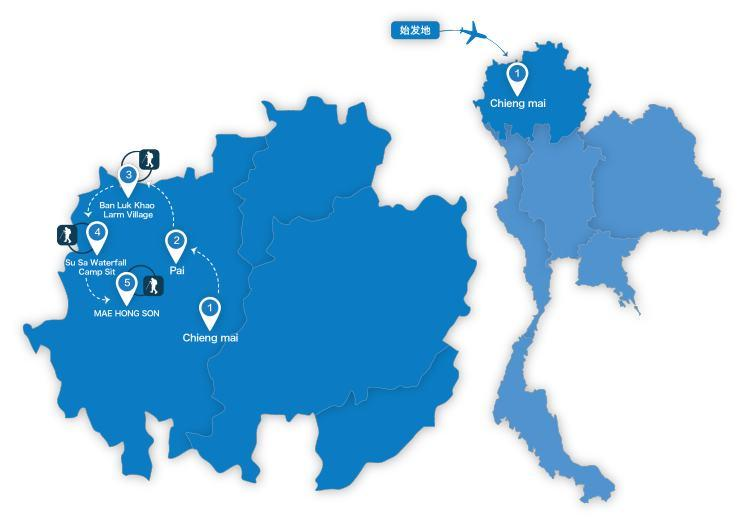 始发地
1
Chieng mai
3
Ban Luk Khao
Larm Village
4
Su Sa Waterfall
Camp Sit
2
Pai
5
MAE HONG SON
1
Chieng mai